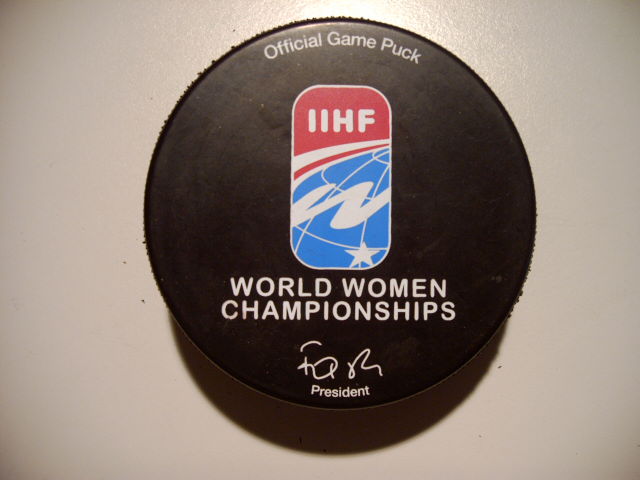 Official Game Puck
IIHF
WORLD WOMEN
CHAMPIONSHIPS
President